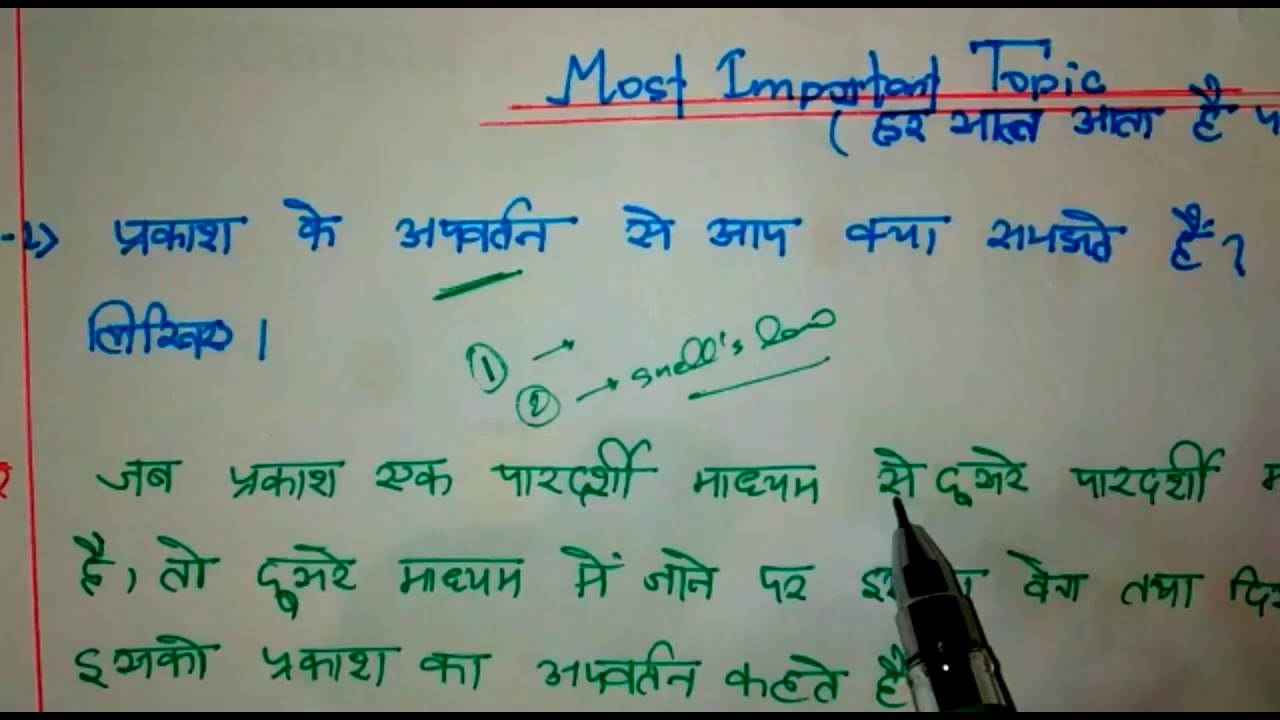 Most Important Topic
( हर साल आता है
-1> प्रकाश के अपवर्तन से आप क्या समझते हैं?
लिखिए।
① →
② → snell's law
जब प्रकाश एक पारदर्शी माध्यम से दूसरे पारदर्शी
है, तो दूसरे माध्यम में जाने पर वेग तथा
इसको प्रकाश का अपवर्तन कहते हैं